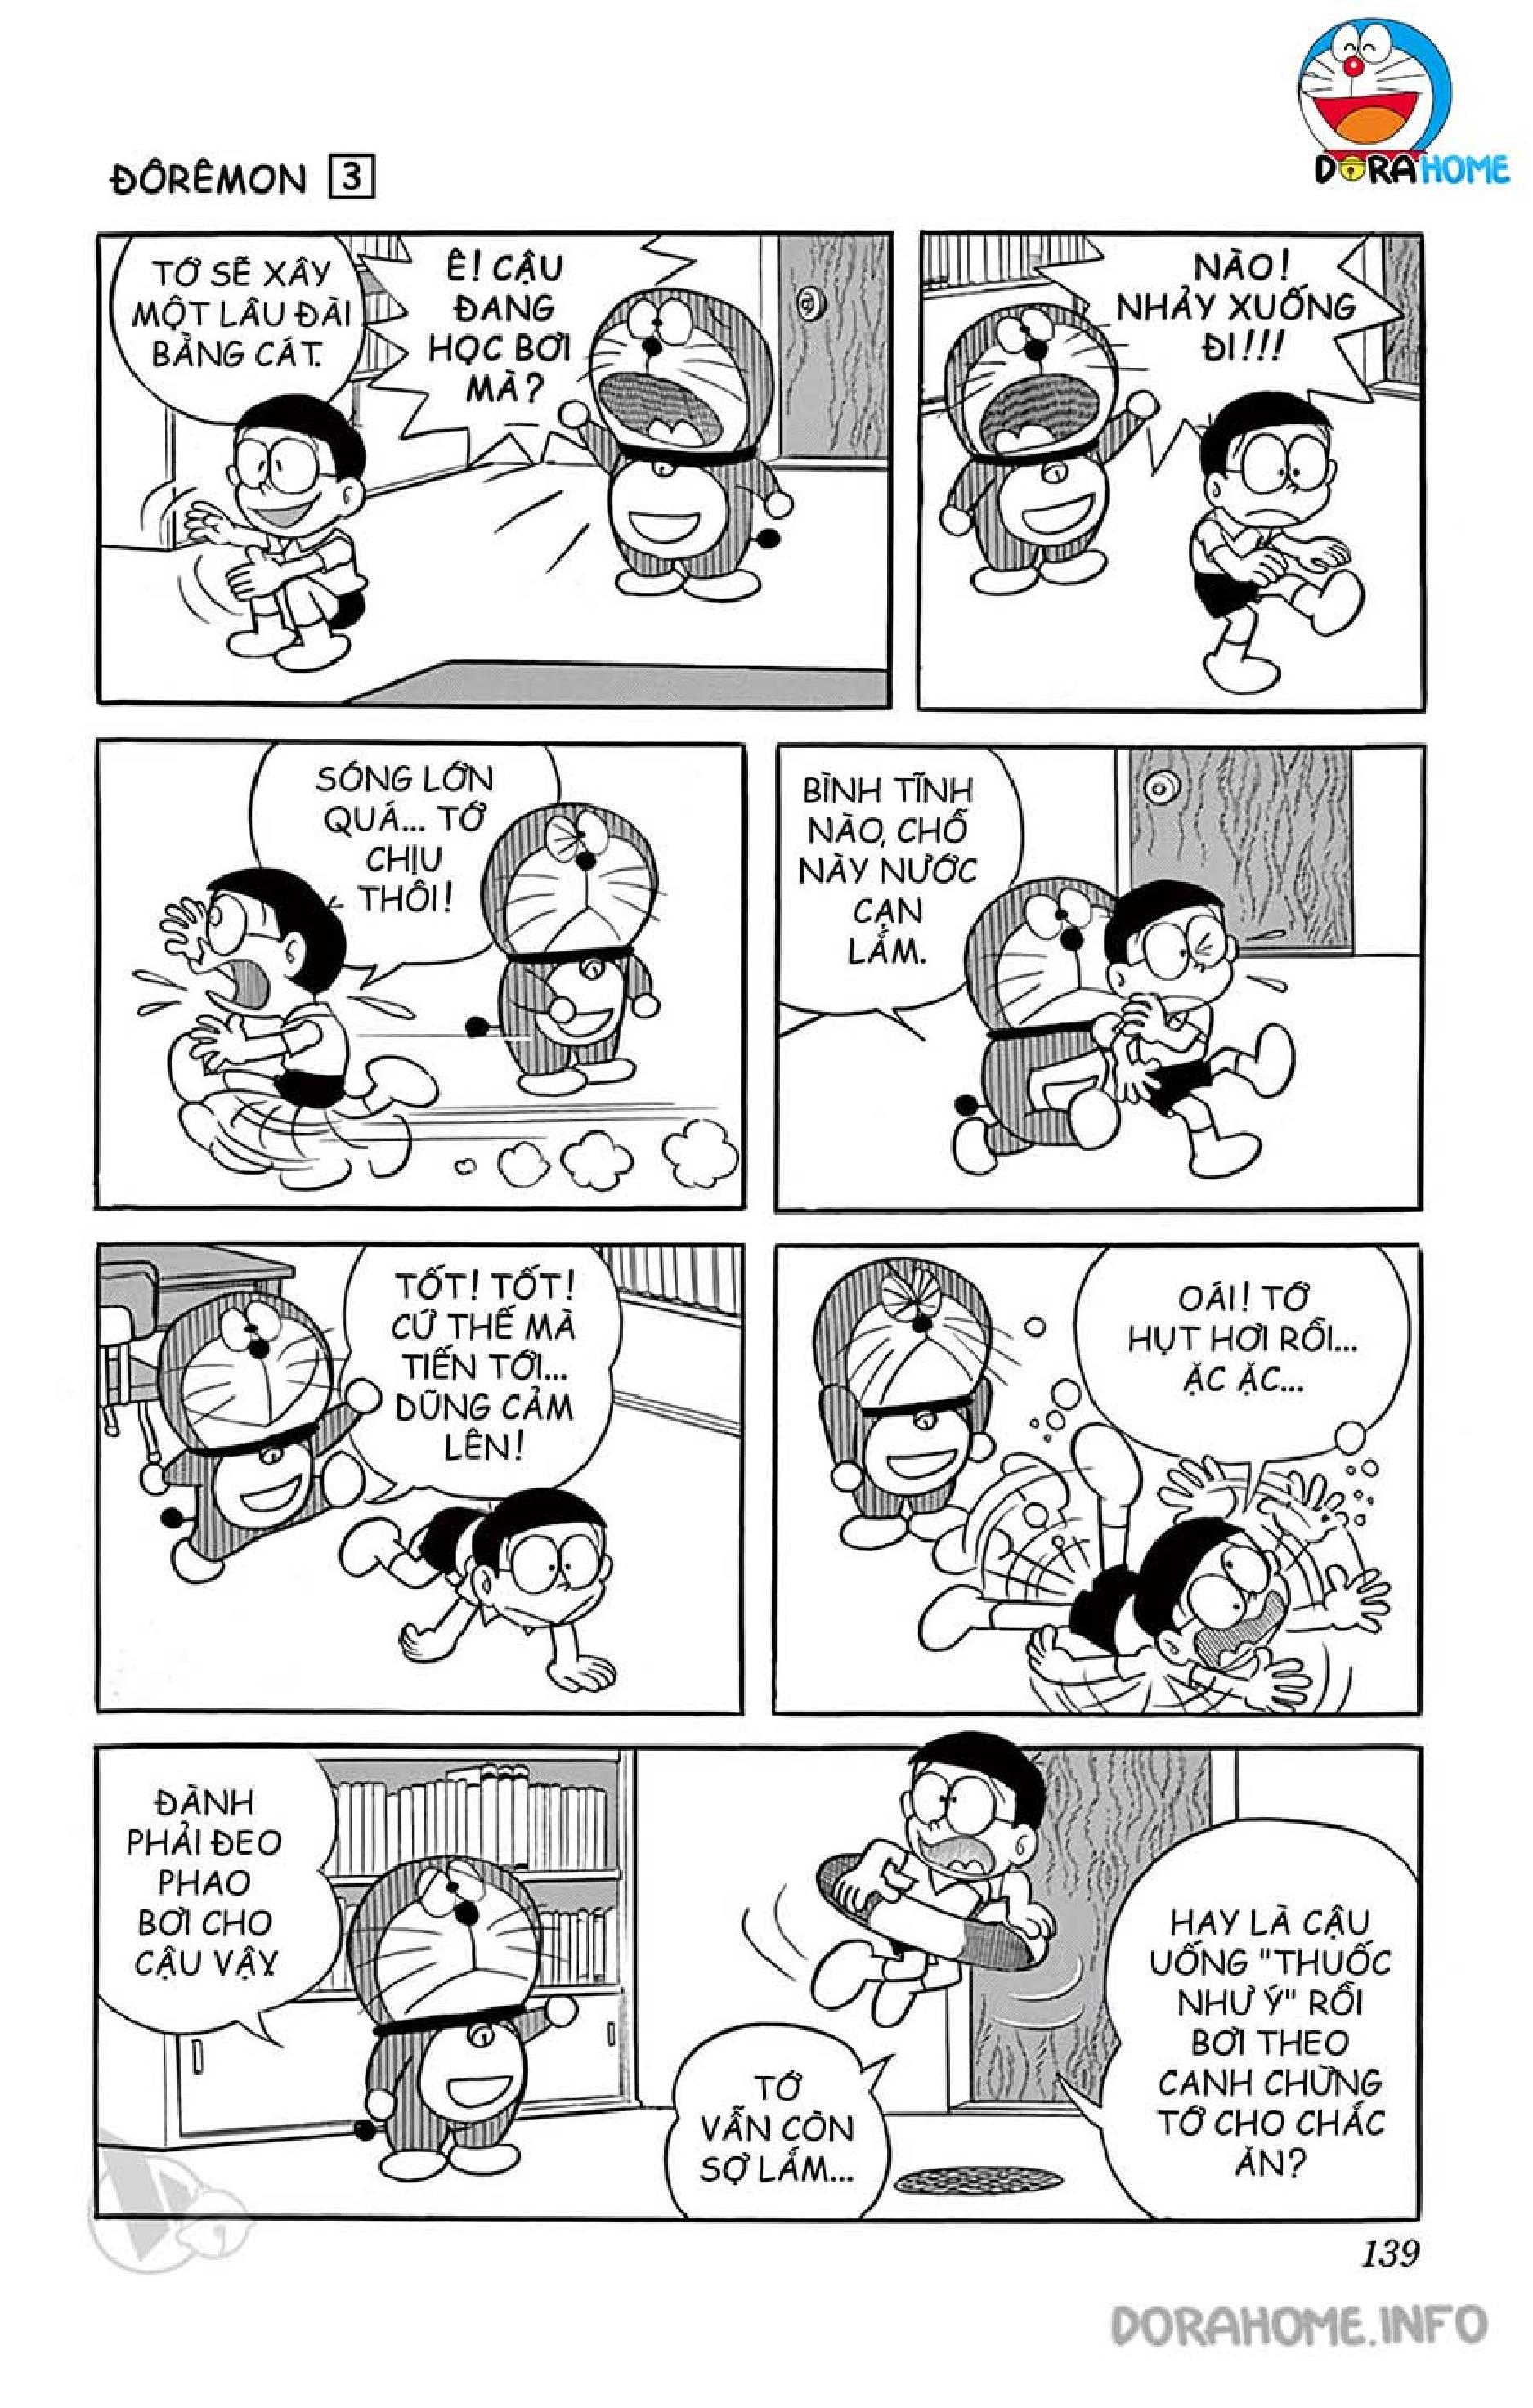 DORAHOME
ĐÔRÊMON 3
TỚ SẼ XÂY
MỘT LÂU ĐÀI
BẰNG CÁT.
Ê! CẬU
ĐANG
HỌC BƠI
MÀ?
NÀO!
NHẢY XUỐNG
ĐI!!!
SÓNG LỚN
QUÁ... TỚ
CHỊU
THÔI!
BÌNH TĨNH
NÀO, CHỖ
NÀY NƯỚC
CẠN
LẮM.
TỐT! TỐT!
CỨ THẾ MÀ
TIẾN TỚI...
DŨNG CẢM
LÊN!
OÁI! TỚ
HỤT HƠI RỒI...
ẶC ẶC...
ĐÀNH
PHẢI ĐEO
PHAO
BƠI CHO
CẬU VẬY.
TỚ
VẪN CÒN
SỢ LẮM...
HAY LÀ CẬU
UỐNG "THUỐC
NHƯ Ý" RỒI
BƠI THEO
CANH CHỪNG
TỚ CHO CHẮC
ĂN?
139
DORAHOME.INFO